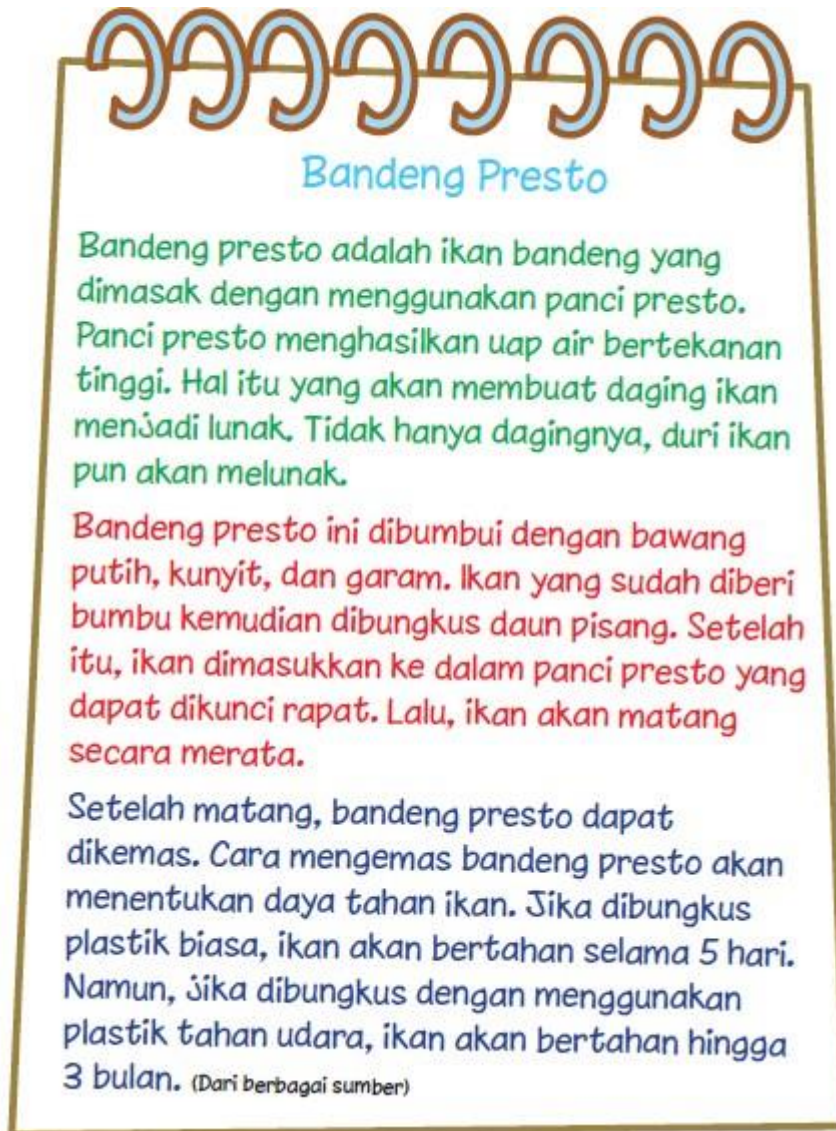 Bandeng Presto
Bandeng presto adalah ikan bandeng yang
dimasak dengan menggunakan panci presto.
Panci presto menghasilkan uap air bertekanan
tinggi. Hal itu yang akan membuat daging ikan
menjadi lunak. Tidak hanya dagingnya, duri ikan
pun akan melunak.
Bandeng presto ini dibumbui dengan bawang
putih, kunyit, dan garam. Ikan yang sudah diberi
bumbu kemudian dibungkus daun pisang. Setelah
itu, ikan dimasukkan ke dalam panci presto yang
dapat dikunci rapat. Lalu, ikan akan matang
secara merata.
Setelah matang, bandeng presto dapat
dikemas. Cara mengemas bandeng presto akan
menentukan daya tahan ikan. Jika dibungkus
plastik biasa, ikan akan bertahan selama 5 hari.
Namun, jika dibungkus dengan menggunakan
plastik tahan udara, ikan akan bertahan hingga
3 bulan. (Dari berbagai sumber)